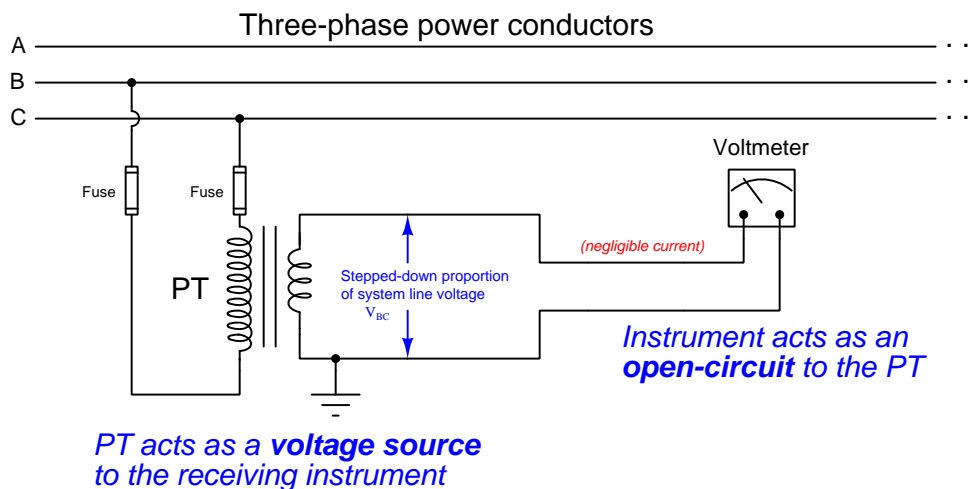 Three-phase power conductors
A
B
C
. .
. .
. .
Voltmeter
Fuse
Fuse
(negligible current)
PT
Stepped-down proportion
of system line voltage
VBC
Instrument acts as an
open-circuit to the PT
PT acts as a voltage source
to the receiving instrument